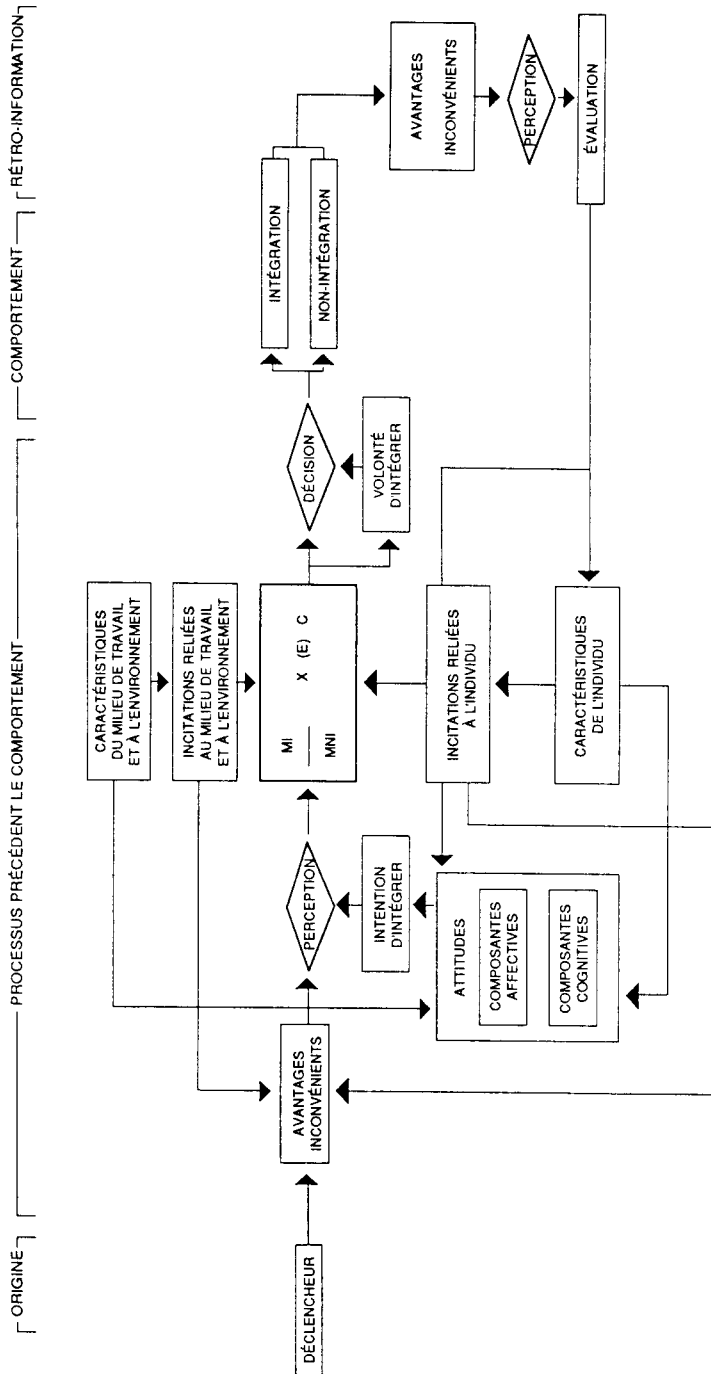 ORIGINE
PROCESSUS PRÉCÉDENT LE COMPORTEMENT
COMPORTEMENT
RÉTRO-INFORMATION
DÉCLENCHEUR
AVANTAGES
INCONVÉNIENTS
PERCEPTION
INTENTION
D'INTÉGRER
ATTITUDES
COMPOSANTES
AFFECTIVES
COMPOSANTES
COGNITIVES
CARACTÉRISTIQUES
DU MILIEU DE TRAVAIL
ET À L'ENVIRONNEMENT
INCITATIONS RELIÉES
AU MILIEU DE TRAVAIL
ET À L'ENVIRONNEMENT
MI
X (E) C
MNI
INCITATIONS RELIÉES
À L'INDIVIDU
CARACTÉRISTIQUES
DE L'INDIVIDU
DÉCISION
VOLONTÉ
D'INTÉGRER
INTÉGRATION
NON-INTÉGRATION
AVANTAGES
INCONVÉNIENTS
PERCEPTION
ÉVALUATION